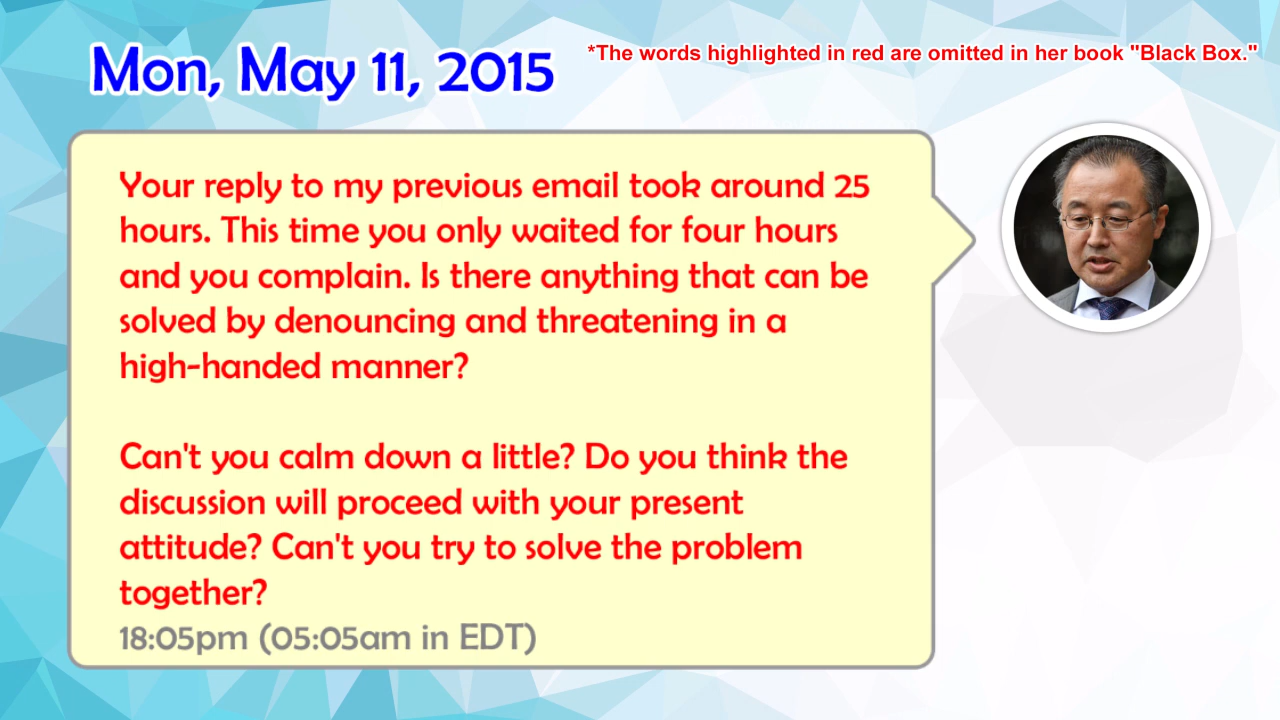 Mon, May 11, 2015
*The words highlighted in red are omitted in her book "Black Box."
Your reply to my previous email took around 25
hours. This time you only waited for four hours
and you complain. Is there anything that can be
solved by denouncing and threatening in a
high-handed manner?
Can't you calm down a little? Do you think the
discussion will proceed with your present
attitude? Can't you try to solve the problem
together?
18:05pm (05:05am in EDT)